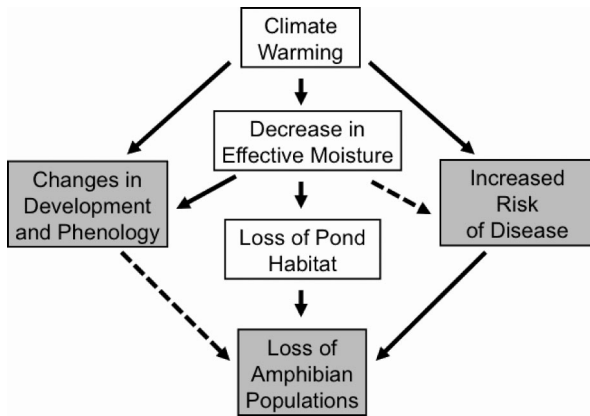 Climate
Warming
Decrease in
Effective Moisture
Changes in
Development
and Phenology
Increased
Risk
of Disease
Loss of Pond
Habitat
Loss of
Amphibian
Populations